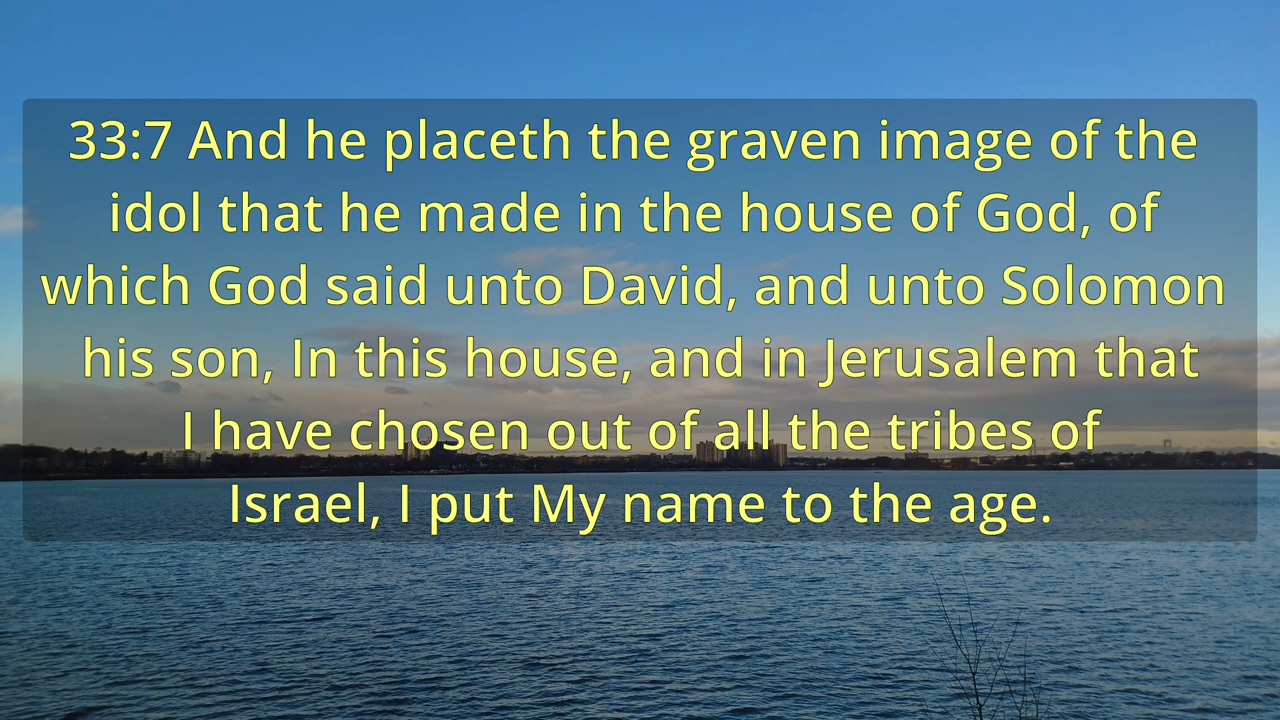 33:7 And he placeth the graven image of the
idol that he made in the house of God, of
which God said unto David, and unto Solomon
his son, In this house, and in Jerusalem that
I have chosen out of all the tribes of
Israel, I put My name to the age.